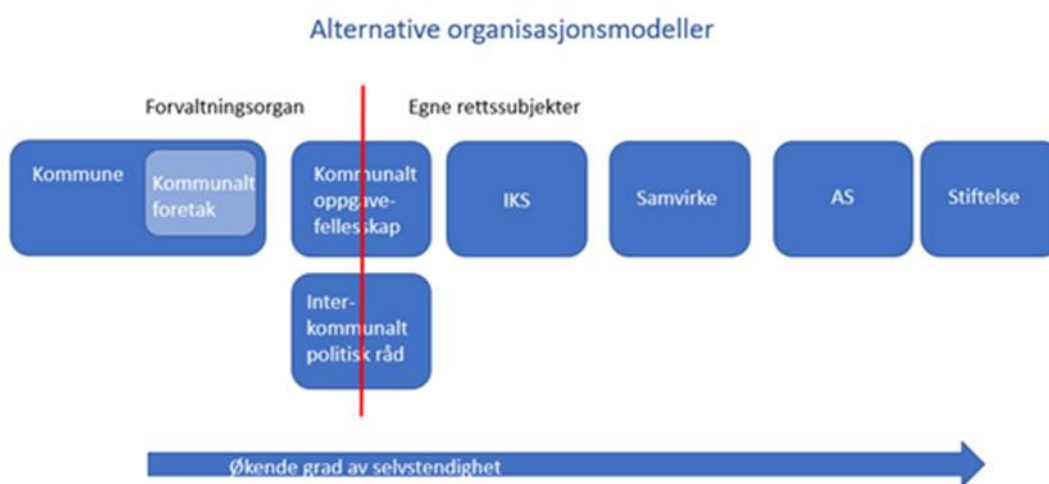 Alternative organisasjonsmodeller
Forvaltningsorgan
Egne rettssubjekter
Kommune
Kommunalt
foretak
Kommunalt
oppgave-
fellesskap
IKS
Samvirke
AS
Stiftelse
Inter-
kommunalt
politisk råd
Økende grad av selvstendighet